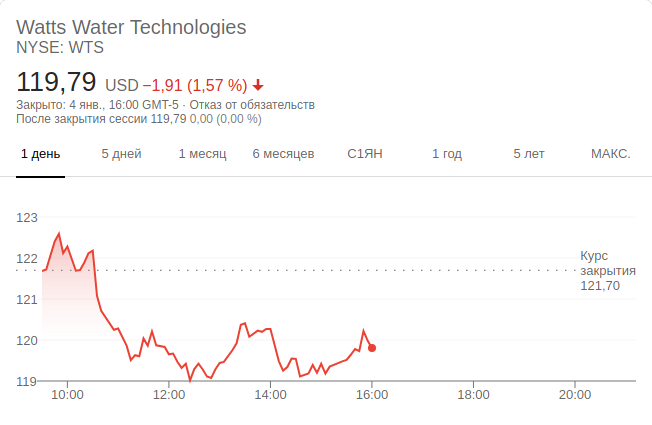 Watts Water Technologies
NYSE: WTS
119,79 USD −1,91 (1,57 %)
Закрыто: 4 янв., 16:00 GMT-5 · Отказ от обязательств
После закрытия сессии 119,79 0,00 (0,00 %)
1 день 5 дней 1 месяц 6 месяцев С1ЯН 1 год 5 лет МАКС.
123
122
121
120
119
Курс
закрытия
121,70
10:00 12:00 14:00 16:00 18:00 20:00